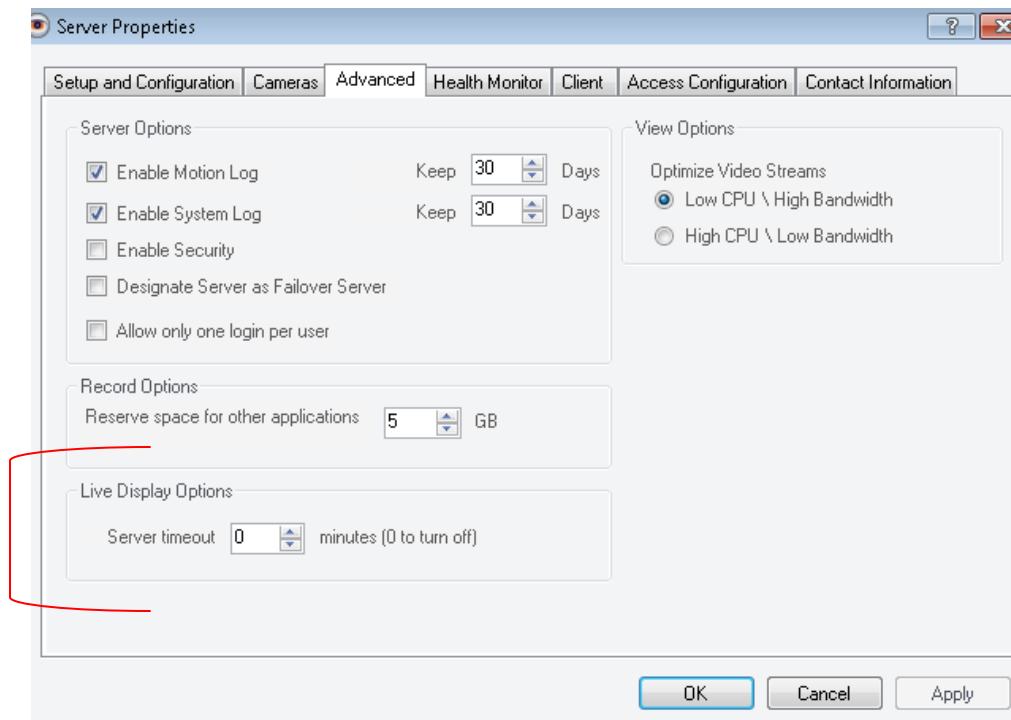 Server Properties
Setup and Configuration Cameras Advanced Health Monitor Client Access Configuration Contact Information
Server Options
Enable Motion Log Keep 30 Days
Enable System Log Keep 30 Days
Enable Security
Designate Server as Failover Server
Allow only one login per user
View Options
Optimize Video Streams
Low CPU \ High Bandwidth
High CPU \ Low Bandwidth
Record Options
Reserve space for other applications 5 GB
Live Display Options
Server timeout 0 minutes (0 to turn off)
OK Cancel Apply